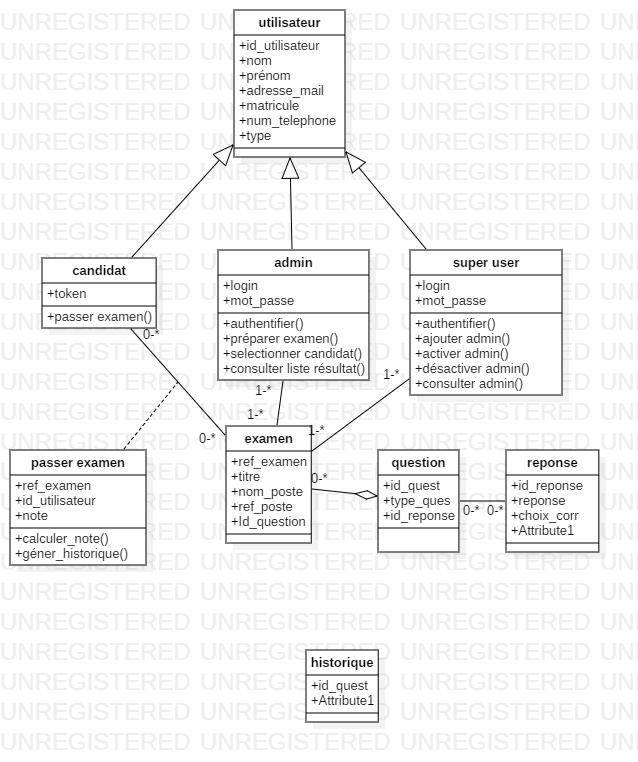 utilisateur
+id_utilisateur
+nom
+prénom
+adresse_mail
+matricule
+num_telephone
+type
candidat
+token
+passer examen()
admin
+login
+mot_passe
+authentifier()
+préparer examen()
+selectionner candidat()
+consulter liste résultat()
super user
+login
+mot_passe
+authentifier()
+ajouter admin()
+activer admin()
+désactiver admin()
+consulter admin()
0-*
1-*
1-*
1-*
1-*
0-*
0-*
passer examen
+ref_examen
+id_utilisateur
+note
+calculer_note()
+géner_historique()
examen
+ref_examen
+titre
+nom_poste
+ref_poste
+Id_question
question
+id_quest
+type_ques
+id_reponse
0-* 0-*
reponse
+id_reponse
+reponse
+choix_corr
+Attribute1
historique
+id_quest
+Attribute1
UNREGISTERED